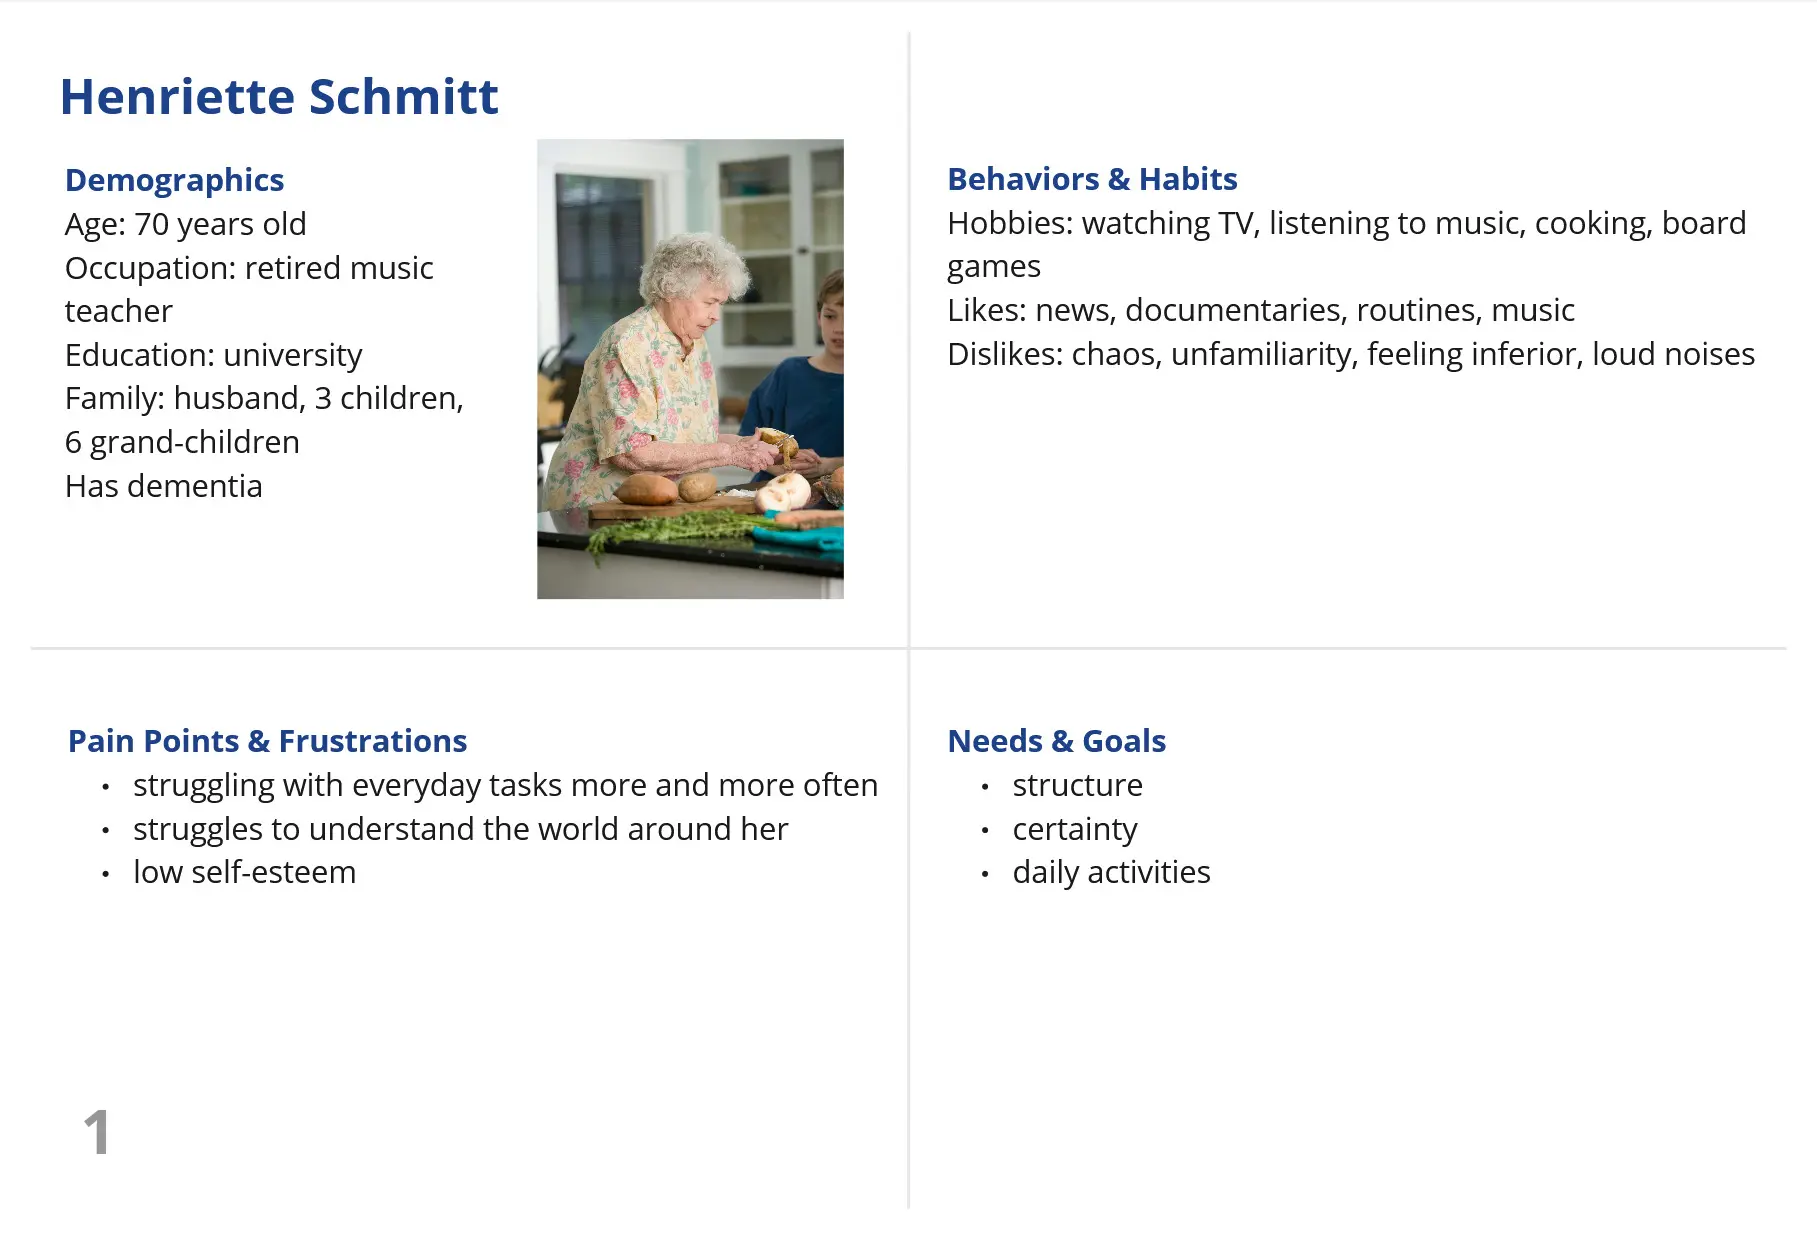 Henriette Schmitt
Demographics
Age: 70 years old
Occupation: retired music
teacher
Education: university
Family: husband, 3 children,
6 grand-children
Has dementia
Behaviors & Habits
Hobbies: watching TV, listening to music, cooking, board
games
Likes: news, documentaries, routines, music
Dislikes: chaos, unfamiliarity, feeling inferior, loud noises
Pain Points & Frustrations
• struggling with everyday tasks more and more often
• struggles to understand the world around her
• low self-esteem
Needs & Goals
• structure
• certainty
• daily activities
1